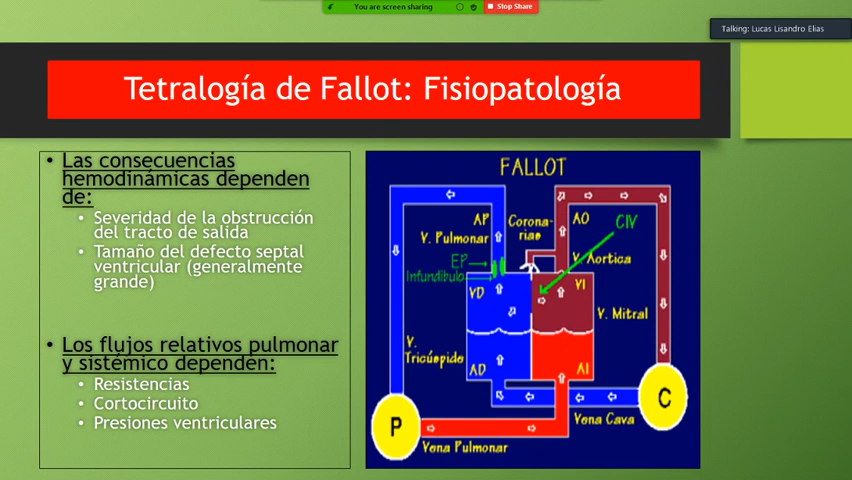 You are screen sharing
Stop Share
Talking: Lucas Lisandro Elias
Tetralogía de Fallot: Fisiopatología
• Las consecuencias
hemodinámicas dependen
de:
• Severidad de la obstrucción
del tracto de salida
• Tamaño del defecto septal
ventricular (generalmente
grande)
• Los flujos relativos pulmonar
y sistémico dependen:
• Resistencias
• Cortocircuito
• Presiones ventriculares
FALLOT
AP
Corona-
rias
AO
CIV
V. Pulmonar
EP
V. Aortica
Infundibulo
VD
VI
V. Mitral
V.
Tricúspide
AD
AI
P
C
Vena Cava
Vena Pulmonar